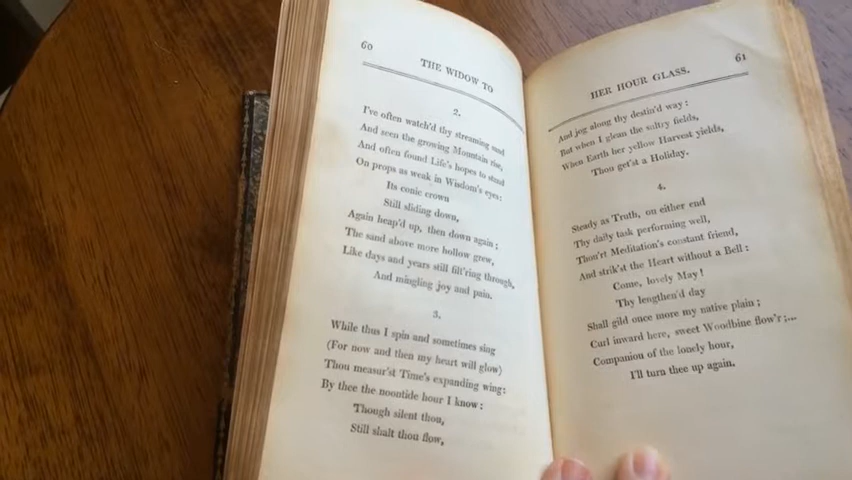 60
THE WIDOW TO
2.
I've often watch'd thy streaming sand
And seen the growing Mountain rise,
And often found Life's hopes to stand
On props as weak in Wisdom's eyes:
Its conic crown
Still sliding down,
Again heap'd up, then down again;
The sand above more hollow grew,
Like days and years still filt'ring through,
And mingling joy and pain.
3.
While thus I spin and sometimes sing
(For now and then my heart will glow)
Thou measur'st Time's expanding wing:
By thee the noontide hour I know:
Though silent thou,
Still shalt thou flow,
61
HER HOUR GLASS.
And jog along thy destin'd way:
But when I glean the sultry fields,
When Earth her yellow Harvest yields,
Thou get'st a Holiday.
4.
Steady as Truth, on either end
Thy daily task performing well,
Thou'rt Meditation's constant friend,
And strik'st the Heart without a Bell:
Come, lovely May!
Thy lengthen'd day
Shall gild once more my native plain;
Curl inward here, sweet Woodbine flow'r;...
Companion of the lonely hour,
I'll turn thee up again.